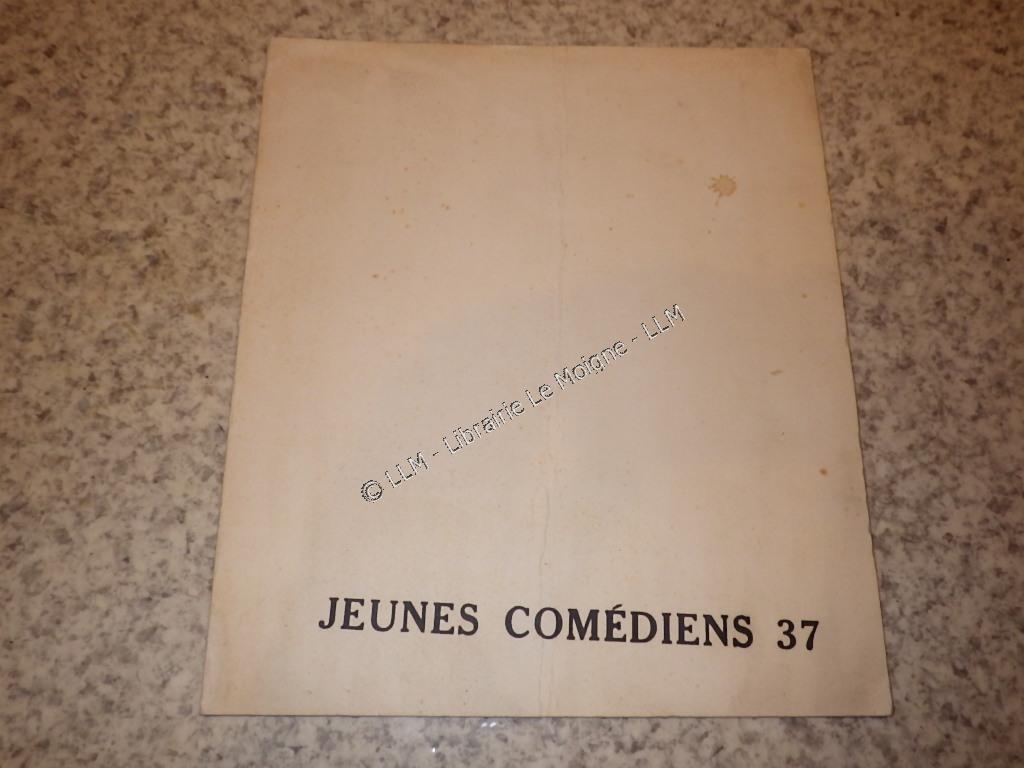 © LLM - Librairie Le Moigne - LLM
JEUNES COMÉDIENS 37